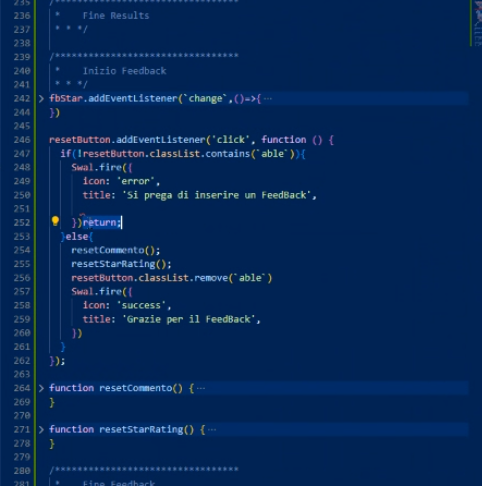 235 /*********************************
236 *    Fine Results
237 * * */
238
239 /*********************************
240 *    Inizio Feedback
241 * * */
242 fbStar.addEventListener(`change`,()=>{ ···
244 })
245
246 resetButton.addEventListener('click', function () {
247 if(!resetButton.classList.contains(`able`)){
248 Swal.fire({
249 icon: 'error',
250 title: 'Si prega di inserire un FeedBack',
251
252 })return;
253 }else{
254 resetCommento();
255 resetStarRating();
256 resetButton.classList.remove(`able`)
257 Swal.fire({
258 icon: 'success',
259 title: 'Grazie per il FeedBack',
260 })
261 }
262 });
263
264 function resetCommento() { ···
269 }
270
271 function resetStarRating() { ···
278 }
279
280 /*********************************
281 *    Fine Feedback